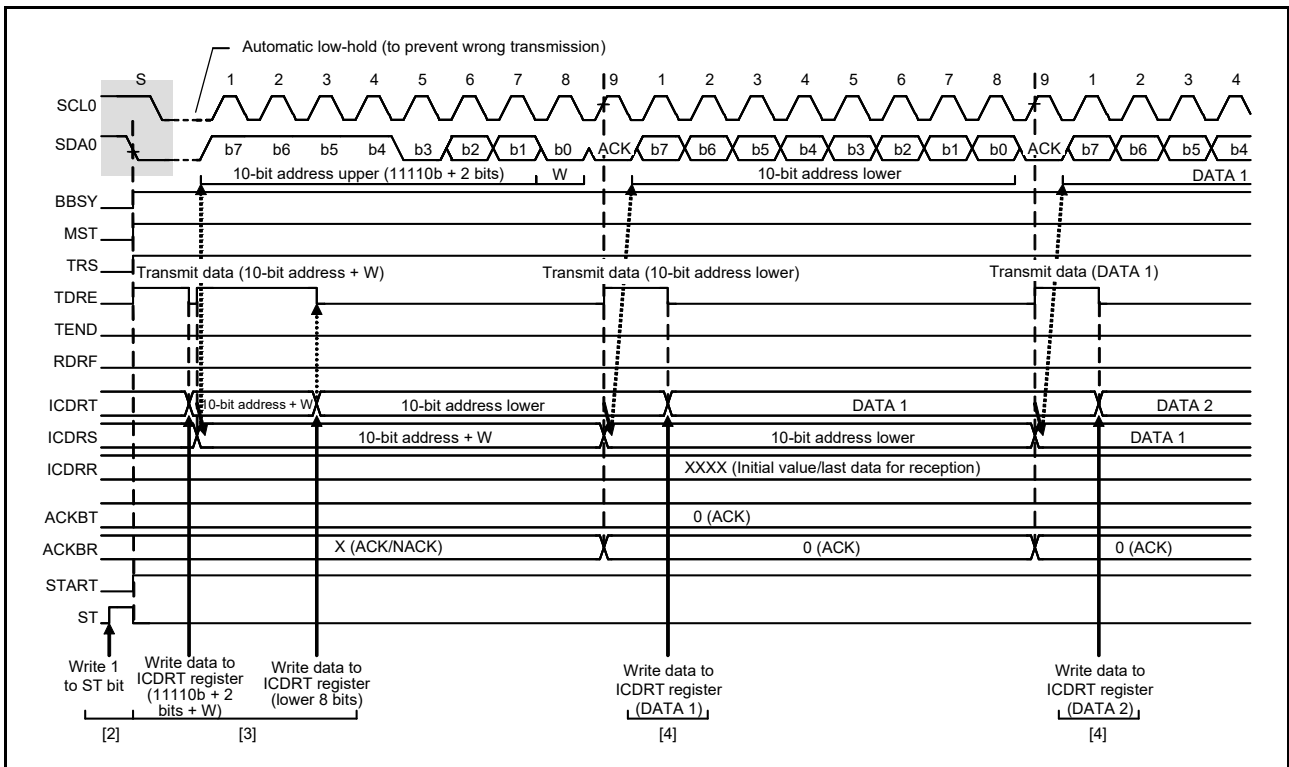 Automatic low-hold (to prevent wrong transmission)
S 1 2 3 4 5 6 7 8 9 1 2 3 4 5 6 7 8 9 1 2 3 4
SCL0
SDA0 b7 b6 b5 b4 b3 b2 b1 b0 ACK b7 b6 b5 b4 b3 b2 b1 b0 ACK b7 b6 b5 b4
10-bit address upper (11110b + 2 bits) W 10-bit address lower DATA 1
BBSY
MST
TRS
Transmit data (10-bit address + W) Transmit data (10-bit address lower) Transmit data (DATA 1)
TDRE
TEND
RDRF
ICDRT 10-bit address + W 10-bit address lower DATA 1 DATA 2
ICDRS 10-bit address + W 10-bit address lower DATA 1
ICDRR XXXX (Initial value/last data for reception)
ACKBT 0 (ACK)
ACKBR X (ACK/NACK) 0 (ACK) 0 (ACK)
START
ST
Write 1
to ST bit
Write data to
ICDRT register
(11110b + 2
bits + W)
Write data to
ICDRT register
(lower 8 bits)
Write data to
ICDRT register
(DATA 1)
Write data to
ICDRT register
(DATA 2)
[2] [3] [4] [4]